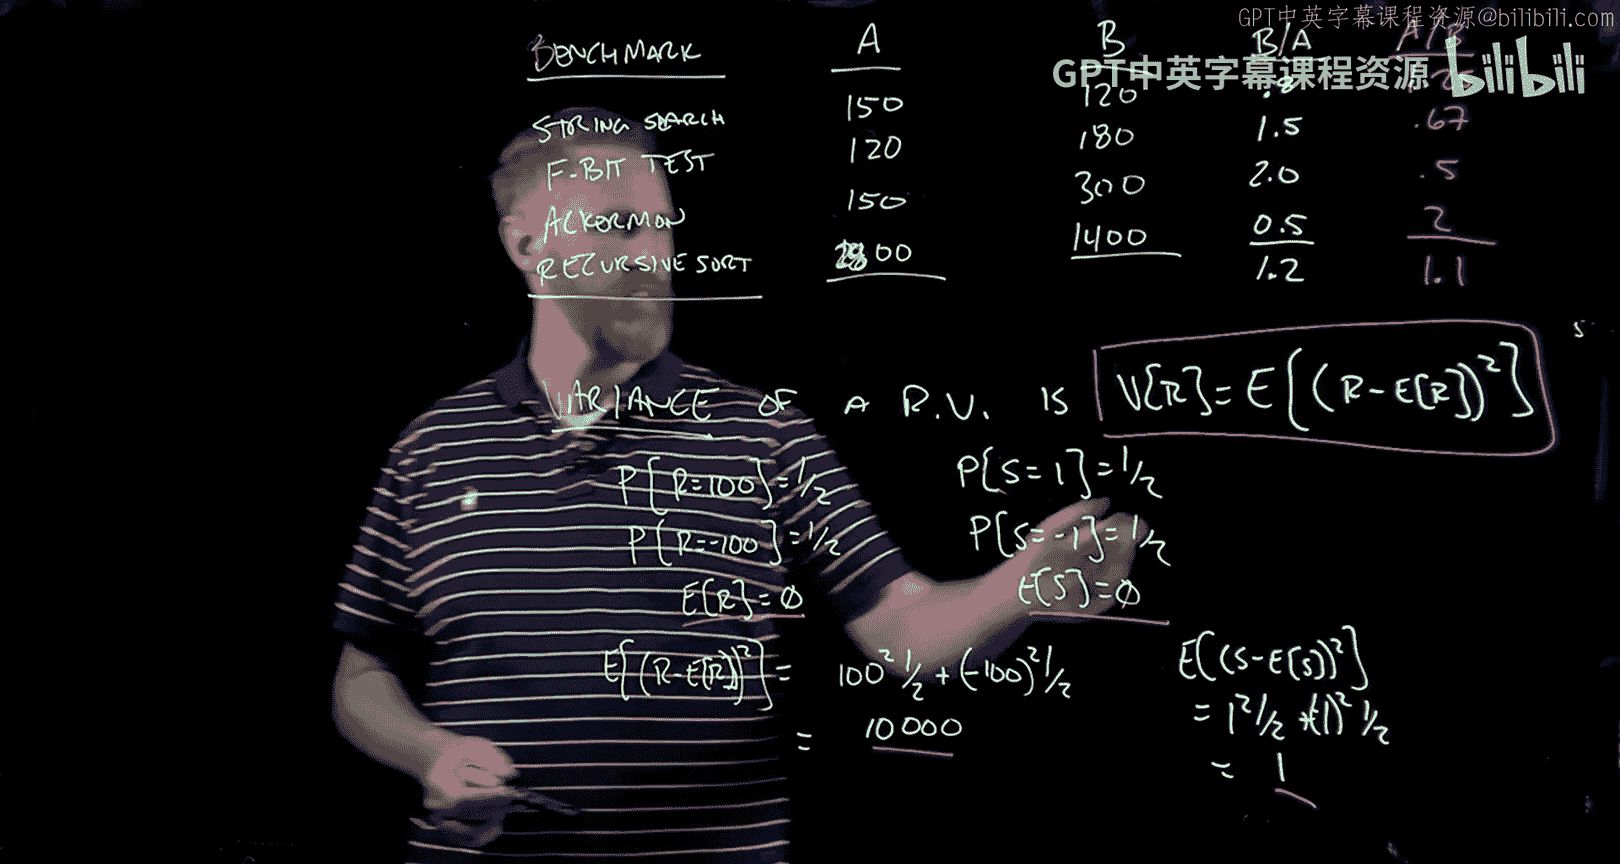 GPT中英字幕课程资源@bilibili.com
GPT中英字幕课程资源 bilibili
BENCHMARK A B B/A A/B
STRING SEARCH 150 120 .8
F-BIT TEST 120 180 1.5 .67
ACKERMON 150 300 2.0 .5
RECURSIVE SORT 00 1400 0.5 2
1.2 1.1
VARIANCE OF A R.V. IS V[R]=E[(R-E[R])²]
P[R=100]=1/2 P[S=1]=1/2
P[R=-100]=1/2 P[S=-1]=1/2
E[R]=0 E[S]=0
E[(R-E[R])²]= 100² 1/2 + (-100)² 1/2
= 10000
E[(S-E[S])²]
= 1² 1/2 + (-1)² 1/2
= 1